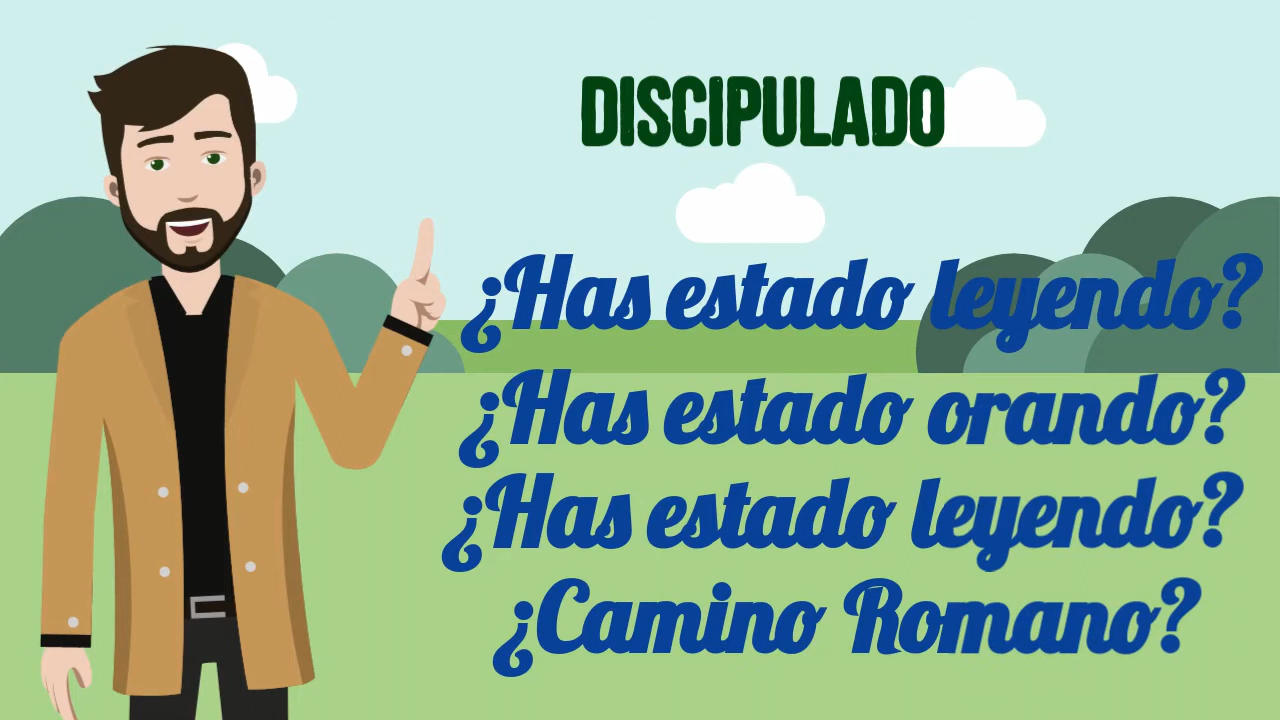 DISCIPULADO
¿Has estado leyendo?
¿Has estado orando?
¿Has estado leyendo?
¿Camino Romano?